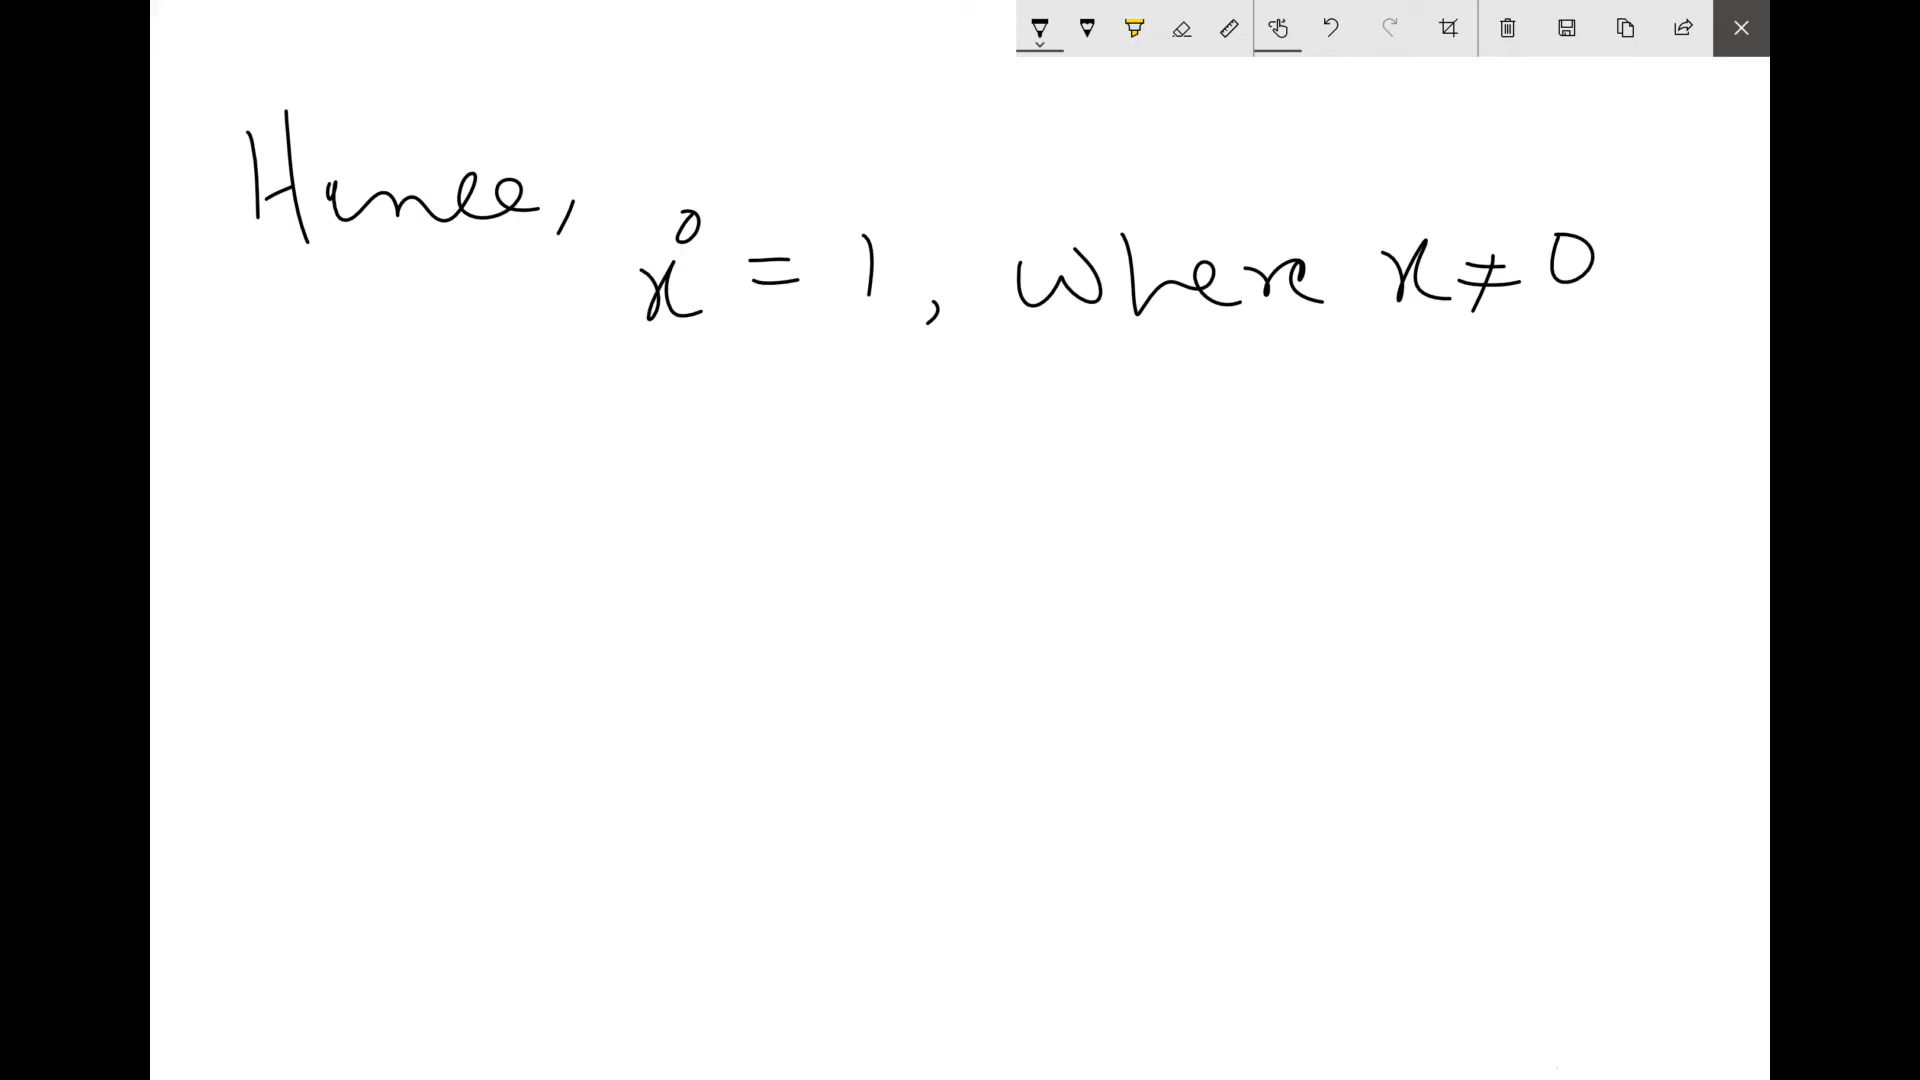 Hence,
x⁰ = 1, where x ≠ 0